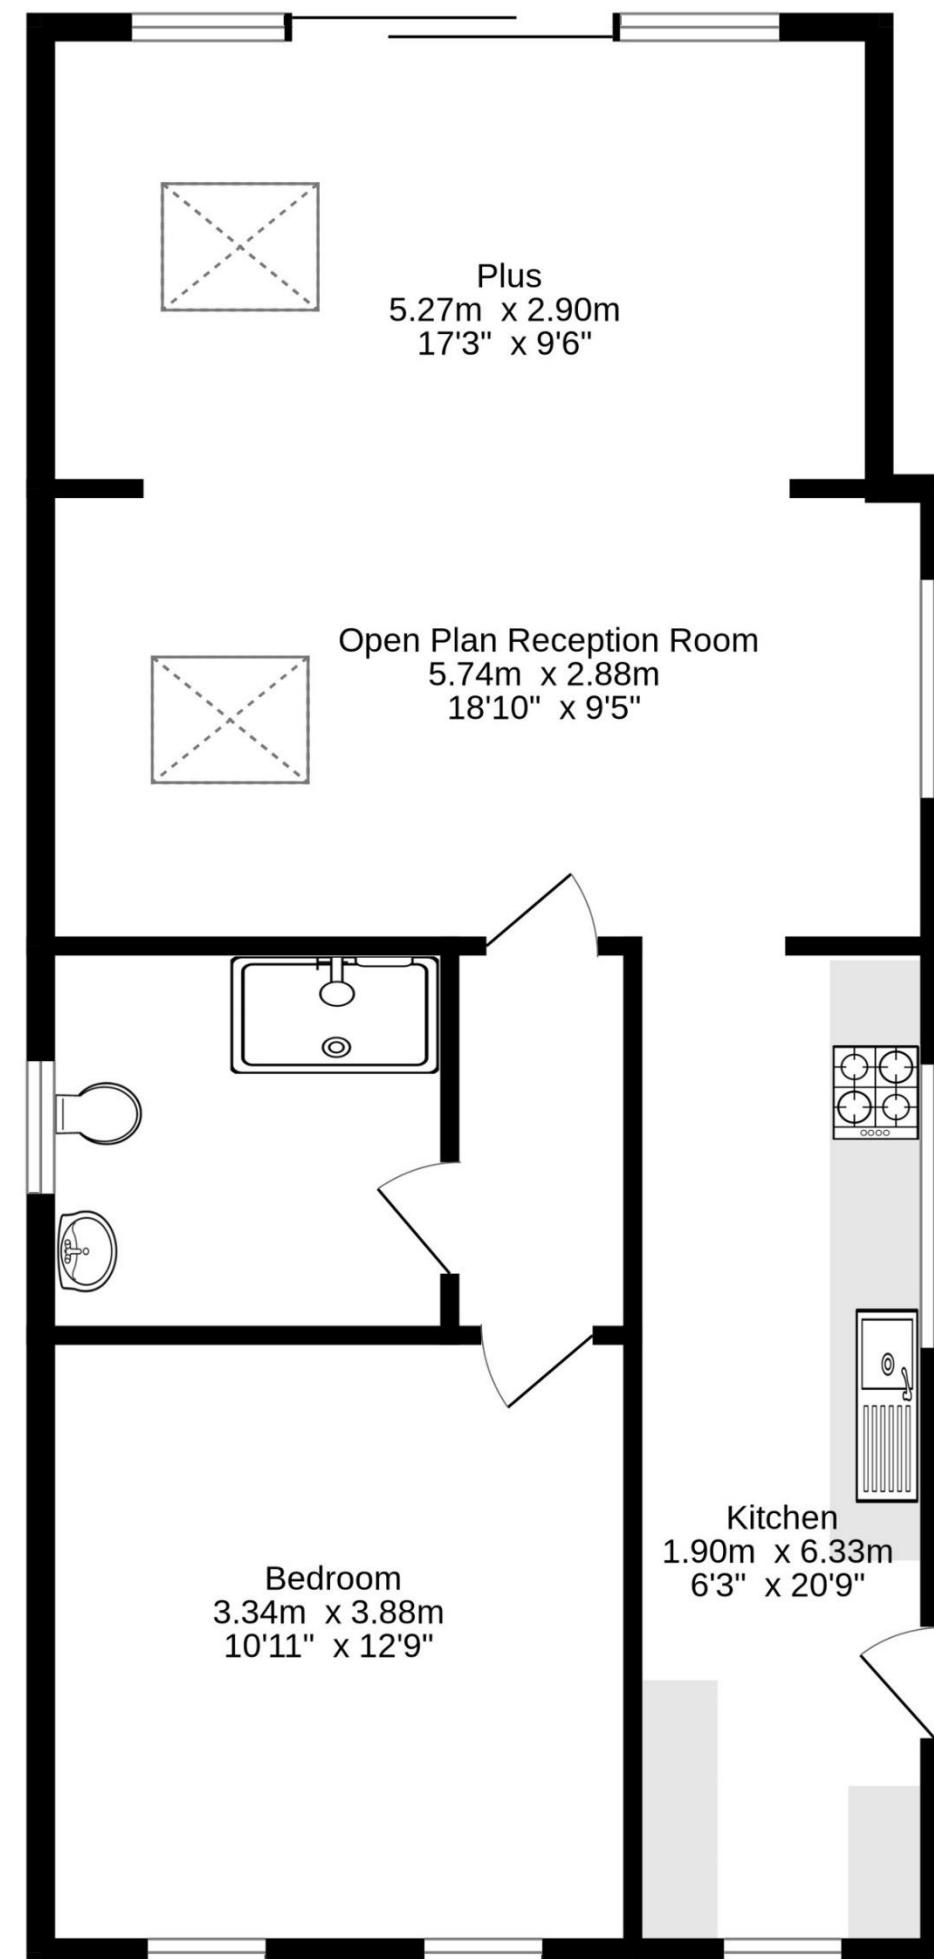 Plus
5.27m x 2.90m
17'3" x 9'6"
Open Plan Reception Room
5.74m x 2.88m
18'10" x 9'5"
Kitchen
1.90m x 6.33m
6'3" x 20'9"
Bedroom
3.34m x 3.88m
10'11" x 12'9"